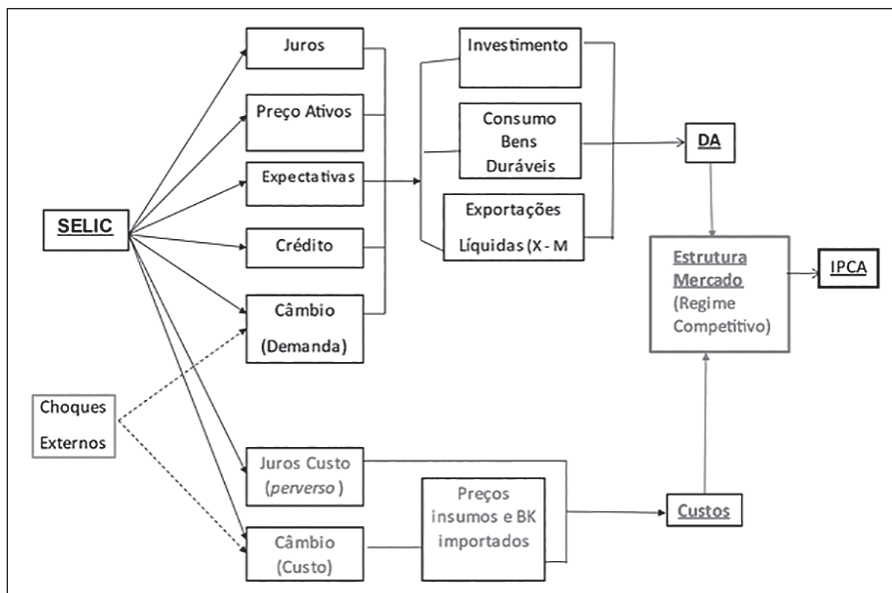 Juros
Preço Ativos
Expectativas
Crédito
Câmbio
(Demanda)
SELIC
Choques
Externos
Juros Custo
(perverso)
Câmbio
(Custo)
Investimento
Consumo
Bens
Duráveis
Exportações
Líquidas (X - M
Preços
insumos e BK
importados
DA
Estrutura
Mercado
(Regime
Competitivo)
Custos
IPCA